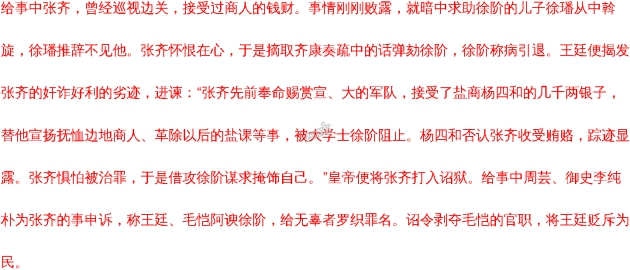 给事中张齐，曾经巡视边关，接受过商人的钱财。事情刚刚败露，就暗中求助徐阶的儿子徐璠从中斡
旋，徐璠推辞不见他。张齐怀恨在心，于是摘取齐康奏疏中的话弹劾徐阶，徐阶称病引退。王廷便揭发
张齐的奸诈好利的劣迹，进谏：“张齐先前奉命赐赏宣、大的军队，接受了盐商杨四和的几千两银子，
替他宣扬抚恤边地商人、革除以后的盐课等事，被大学士徐阶阻止。杨四和否认张齐收受贿赂，踪迹显
露。张齐惧怕被治罪，于是借攻徐阶谋求掩饰自己。”皇帝便将张齐打入诏狱。给事中周芸、御史李纯
朴为张齐的事申诉，称王廷、毛恺阿谀徐阶，给无辜者罗织罪名。诏令剥夺毛恺的官职，将王廷贬斥为
民。